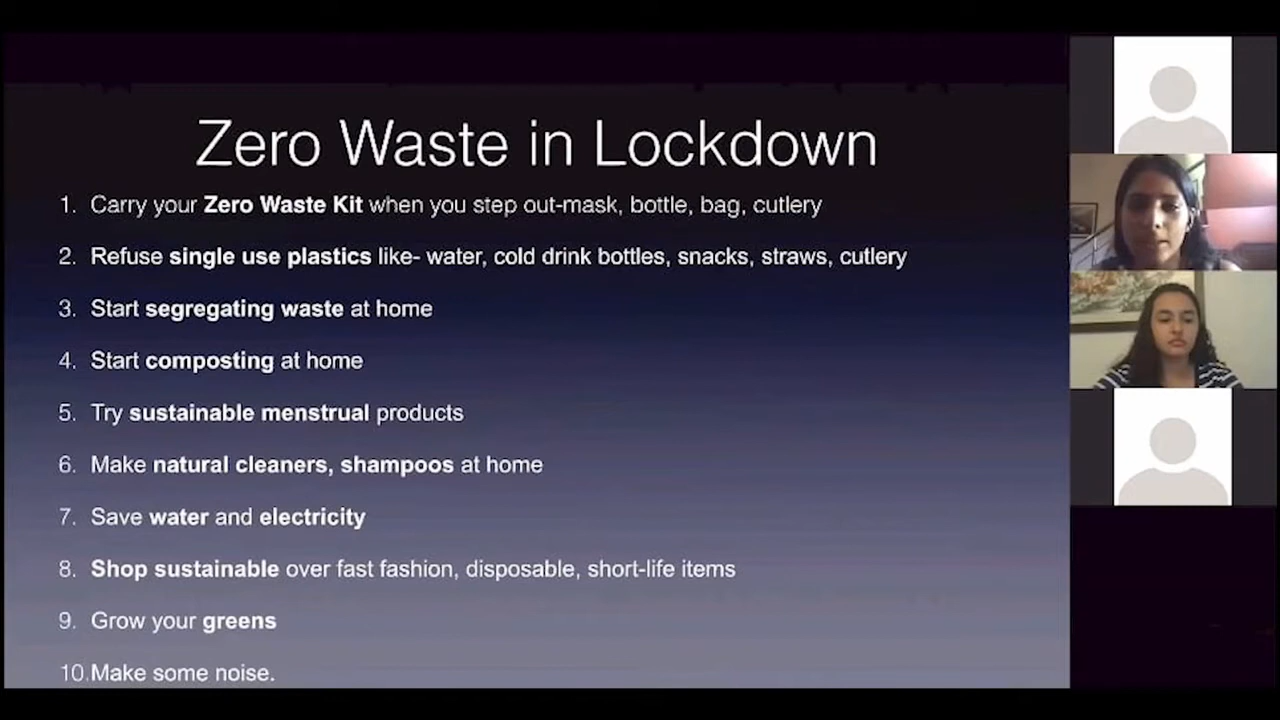 Zero Waste in Lockdown
1. Carry your Zero Waste Kit when you step out-mask, bottle, bag, cutlery
2. Refuse single use plastics like- water, cold drink bottles, snacks, straws, cutlery
3. Start segregating waste at home
4. Start composting at home
5. Try sustainable menstrual products
6. Make natural cleaners, shampoos at home
7. Save water and electricity
8. Shop sustainable over fast fashion, disposable, short-life items
9. Grow your greens
10.Make some noise.